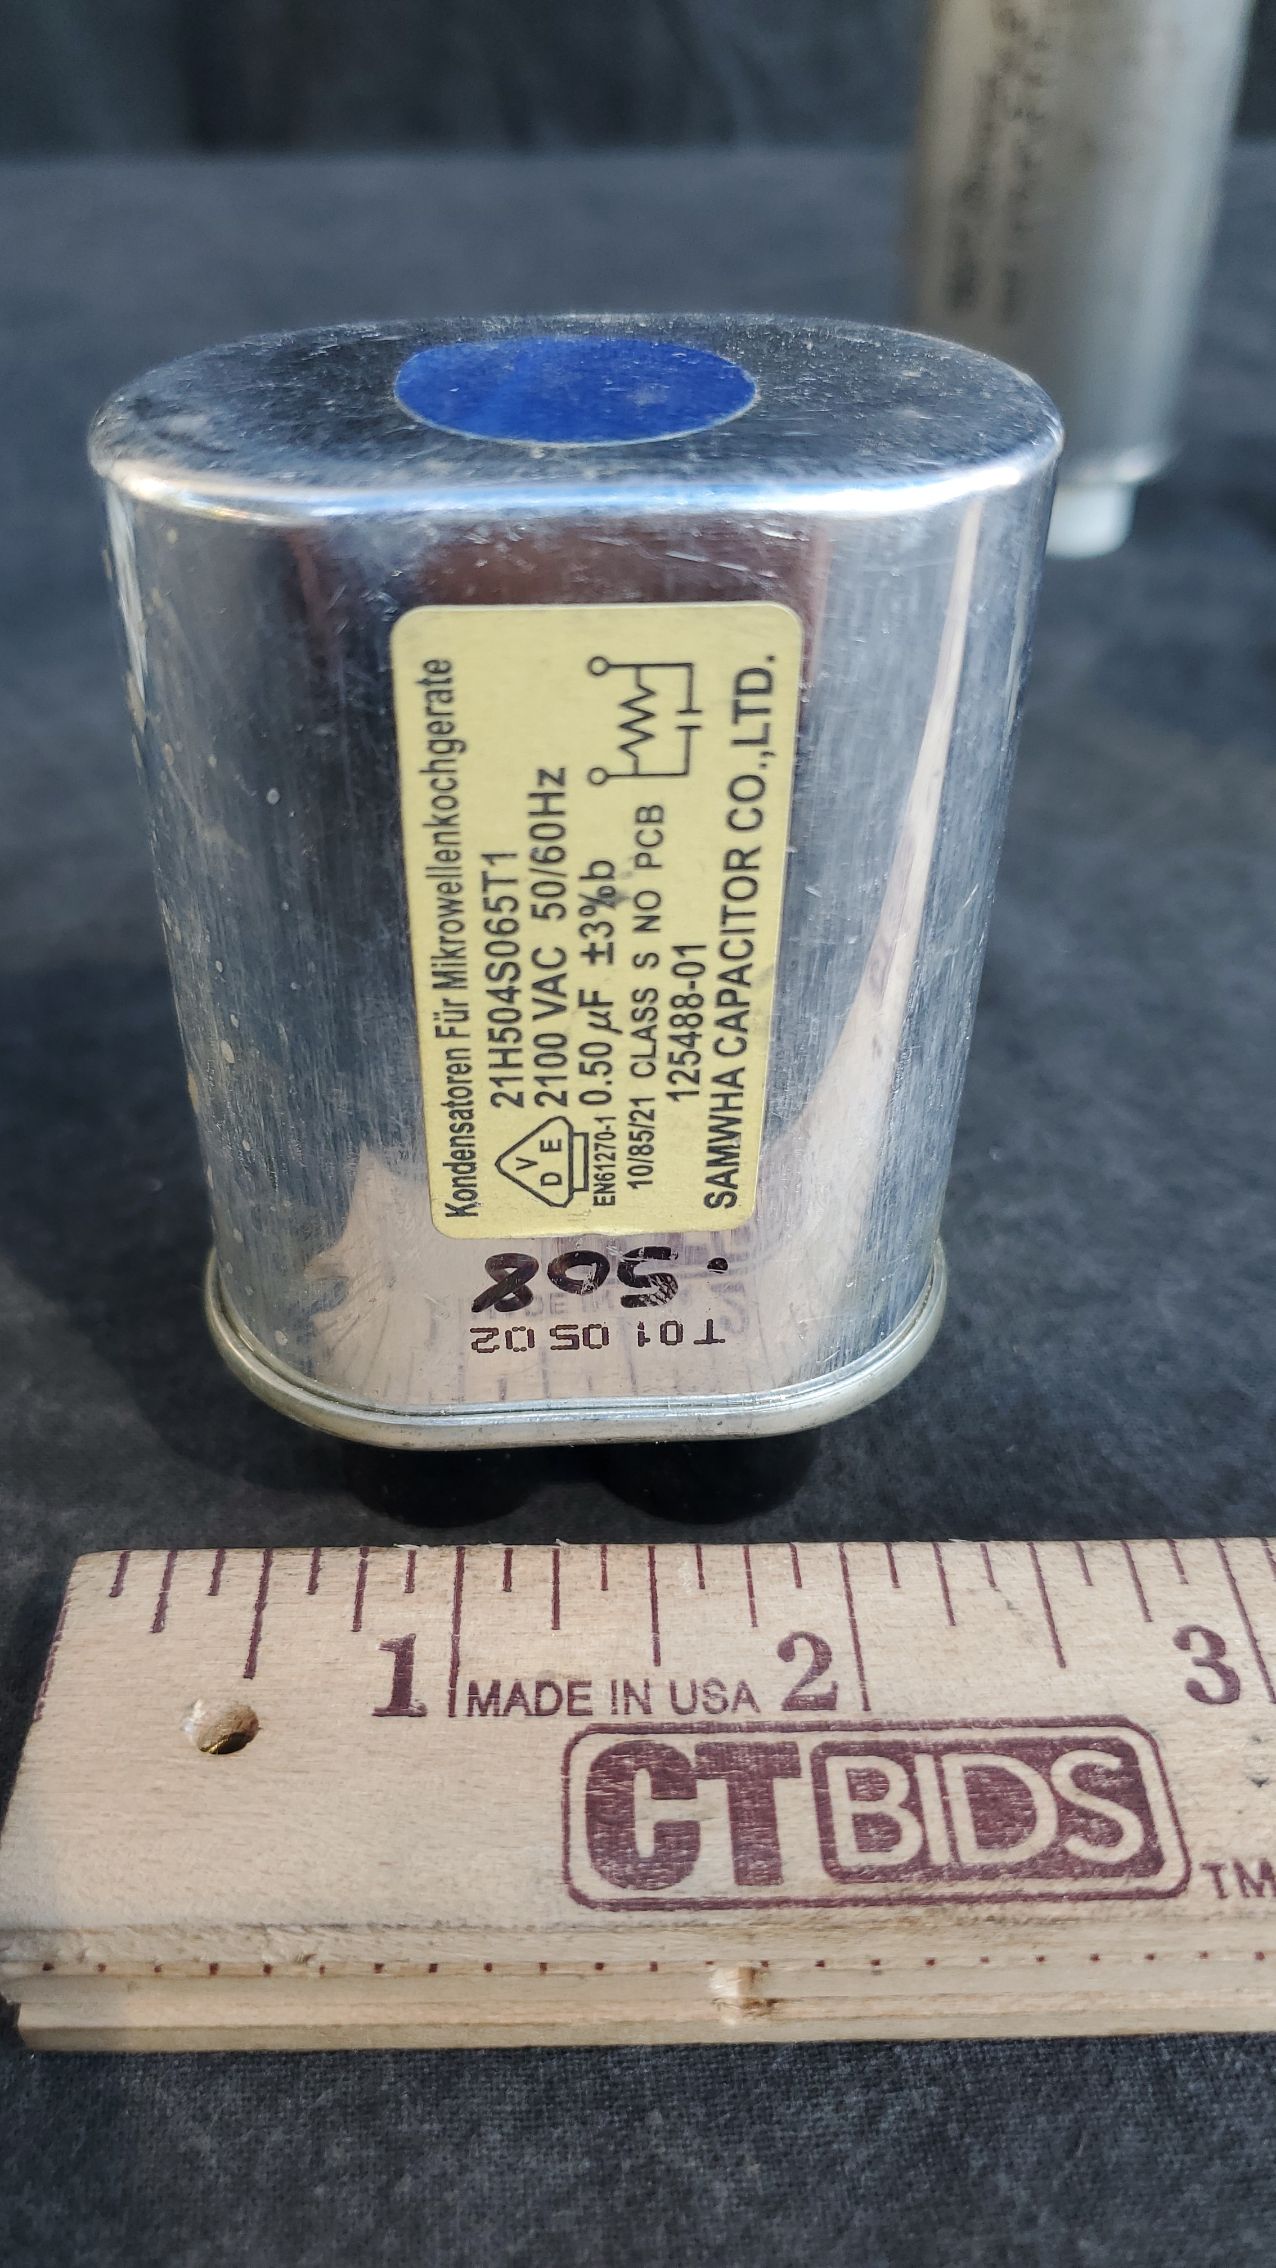 Kondensatoren Für Mikrowellenkochgerate
21H504S065T1
2100 VAC 50/60Hz
0.50 µF ±3%b
VDE
EN61270-1
10/85/21 CLASS S NO PCB
125488-01
SAMWHA CAPACITOR CO.,LTD.
.508
T01 05 02
1 2 3
MADE IN USA
CTBIDS
TM